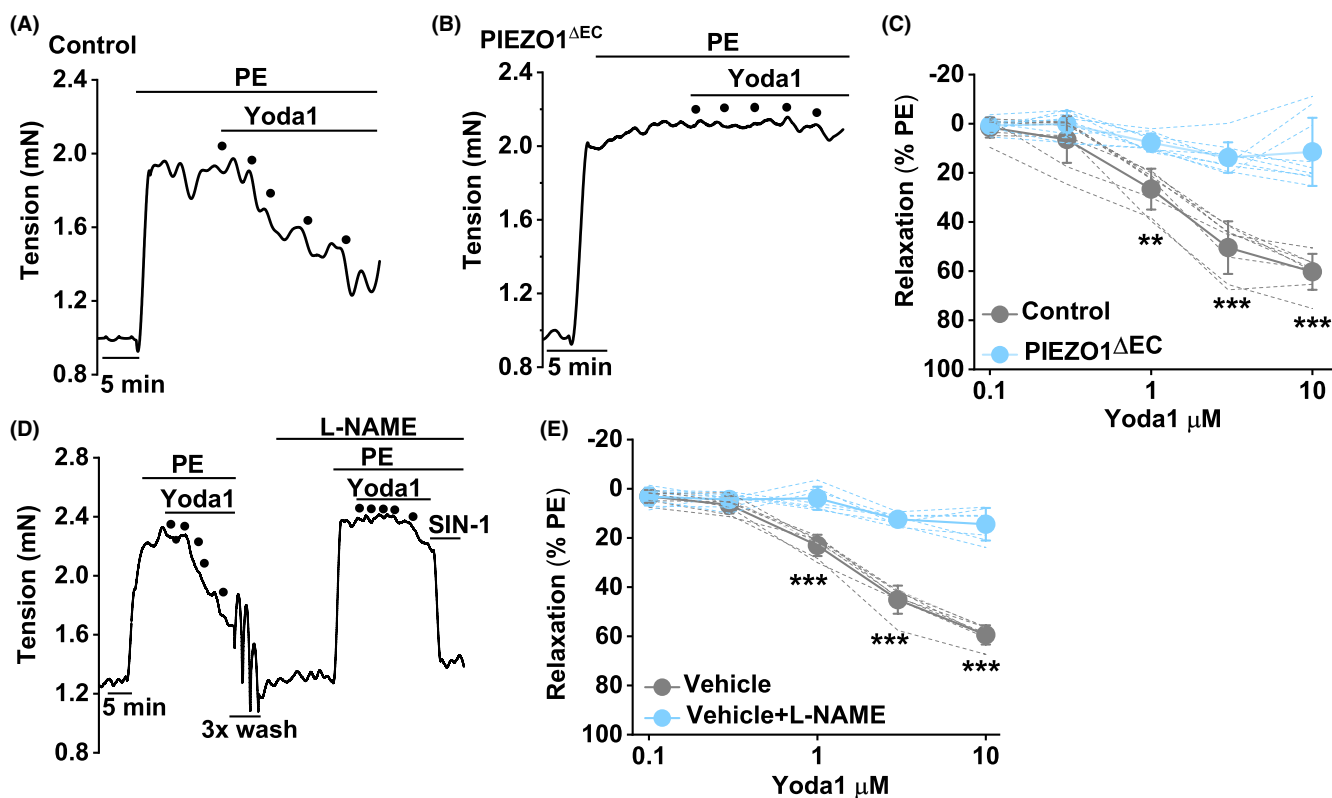 (A)
Control
PE
Yoda1
2.4
2.0
1.6
1.2
0.8
Tension (mN)
5 min
(B)
PIEZO1ΔEC
PE
Yoda1
2.4
2.0
1.6
1.2
0.8
Tension (mN)
5 min
(C)
-20
0
20
40
60
80
100
Relaxation (% PE)
**
***
***
Control
PIEZO1ΔEC
0.1 1 10
Yoda1 μM
(D)
L-NAME
PE PE
Yoda1 Yoda1
SIN-1
2.8
2.4
2.0
1.6
1.2
0.8
Tension (mN)
5 min
3x wash
(E)
-20
0
20
40
60
80
100
Relaxation (% PE)
***
***
***
Vehicle
Vehicle+L-NAME
0.1 1 10
Yoda1 μM